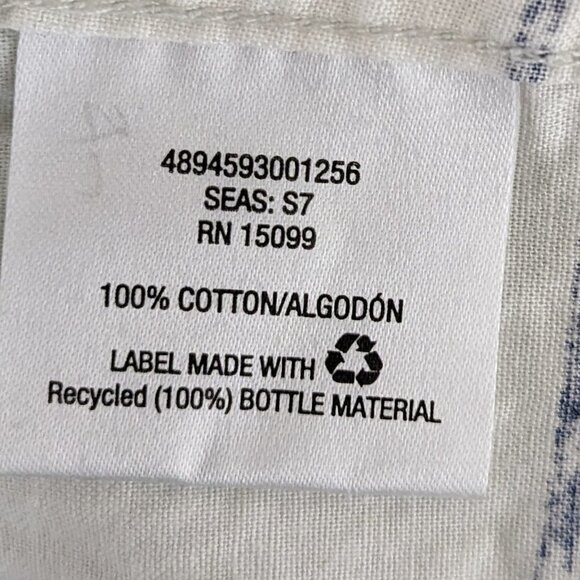 4894593001256
SEAS: S7
RN 15099
100% COTTON/ALGODÓN
LABEL MADE WITH
Recycled (100%) BOTTLE MATERIAL